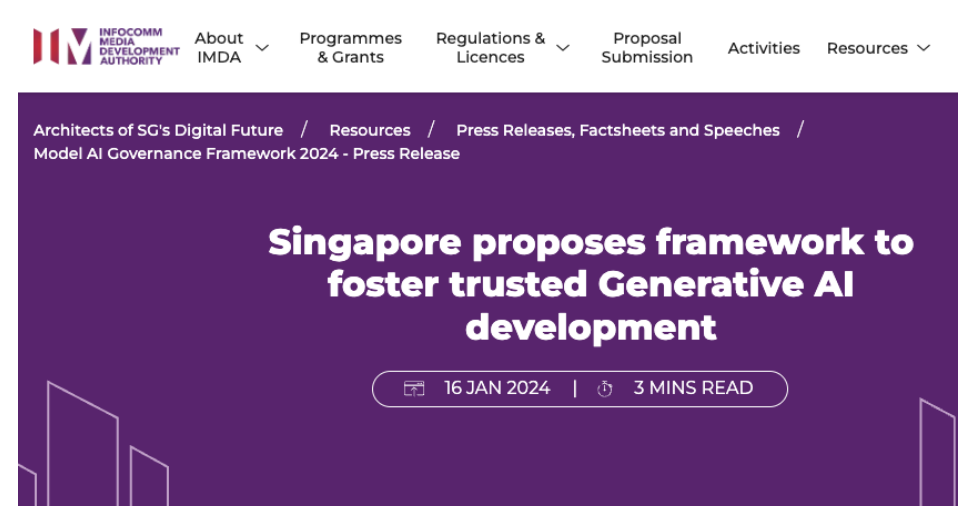 INFOCOMM
MEDIA
DEVELOPMENT
AUTHORITY
About
IMDA
Programmes
& Grants
Regulations &
Licences
Proposal
Submission
Activities
Resources
Architects of SG's Digital Future / Resources / Press Releases, Factsheets and Speeches /
Model AI Governance Framework 2024 - Press Release
Singapore proposes framework to
foster trusted Generative AI
development
16 JAN 2024 | 3 MINS READ